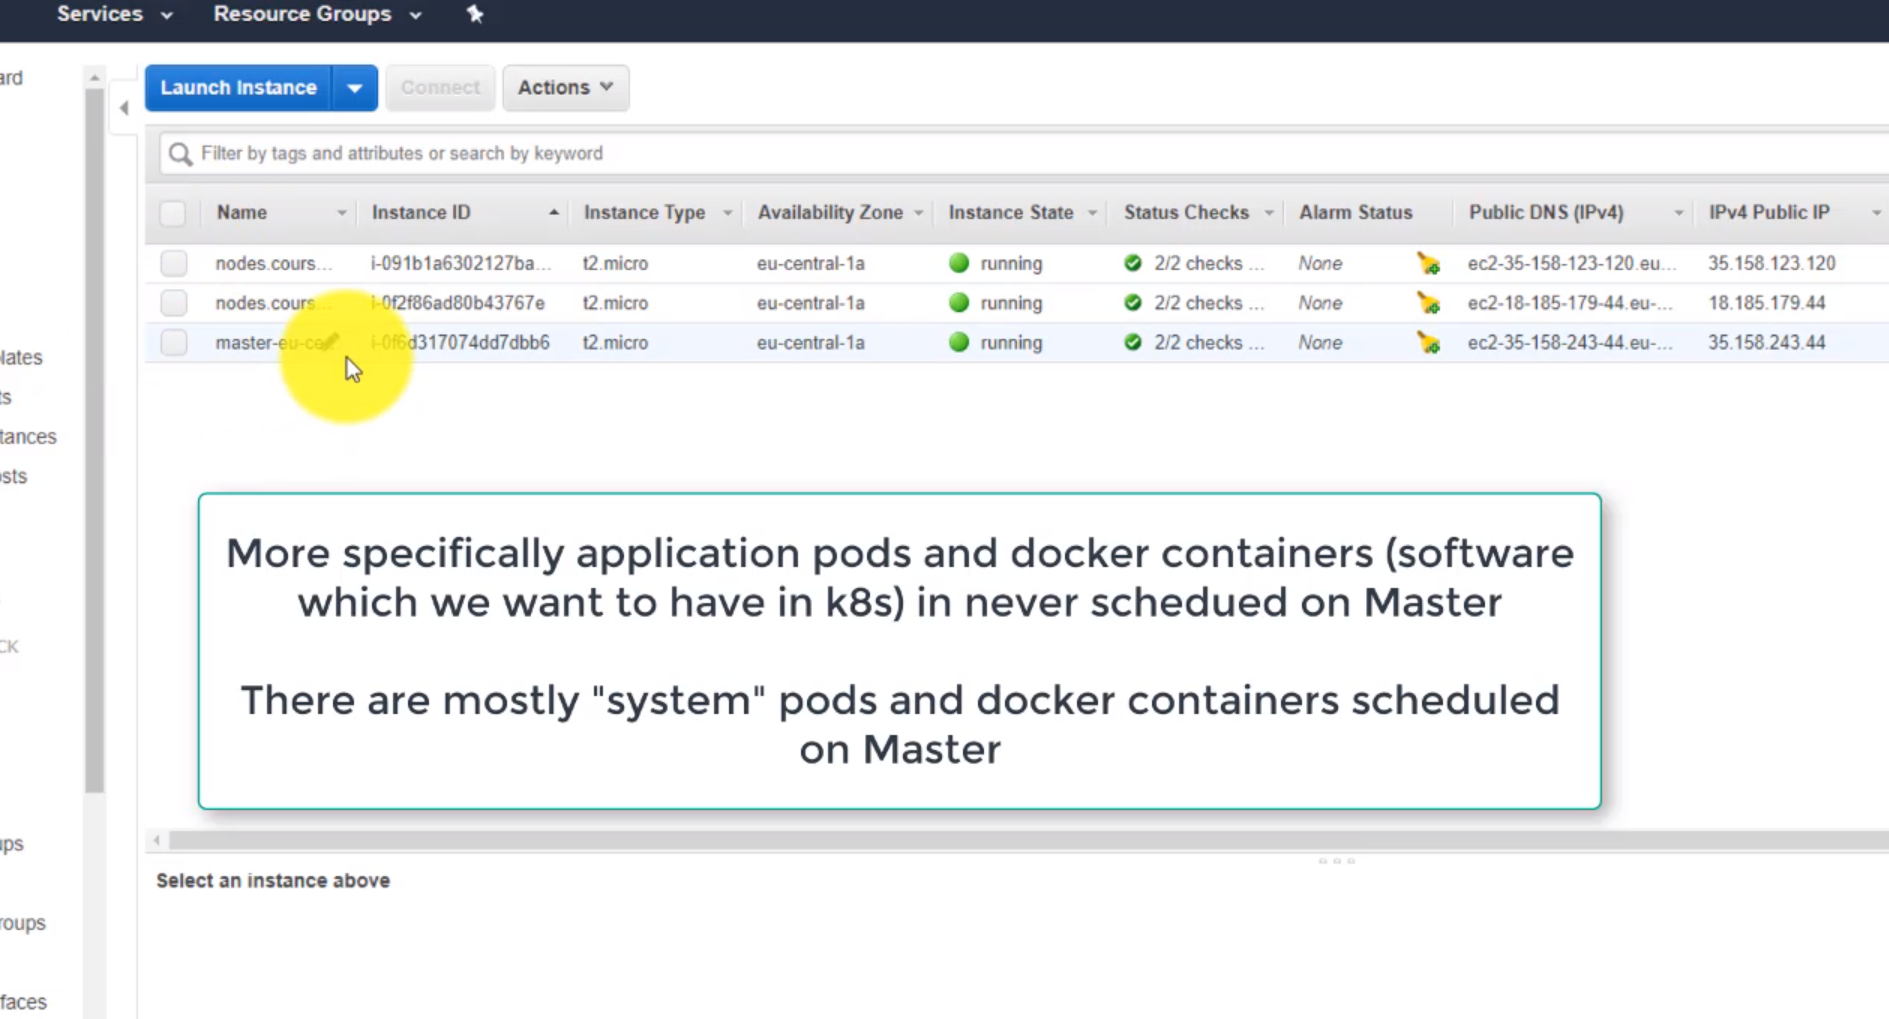 Services Resource Groups
ard
Launch Instance Connect Actions
Filter by tags and attributes or search by keyword
Name Instance ID Instance Type Availability Zone Instance State Status Checks Alarm Status Public DNS (IPv4) IPv4 Public IP
nodes.cours... i-091b1a6302127ba... t2.micro eu-central-1a running 2/2 checks ... None ec2-35-158-123-120.eu... 35.158.123.120
nodes.cours... i-0f2f86ad80b43767e t2.micro eu-central-1a running 2/2 checks ... None ec2-18-185-179-44.eu-... 18.185.179.44
master-eu-ce... i-0f6d317074dd7dbb6 t2.micro eu-central-1a running 2/2 checks ... None ec2-35-158-243-44.eu-... 35.158.243.44
lates
ts
tances
osts
CK
More specifically application pods and docker containers (software
which we want to have in k8s) in never schedued on Master
There are mostly "system" pods and docker containers scheduled
on Master
ups
Select an instance above
roups
faces